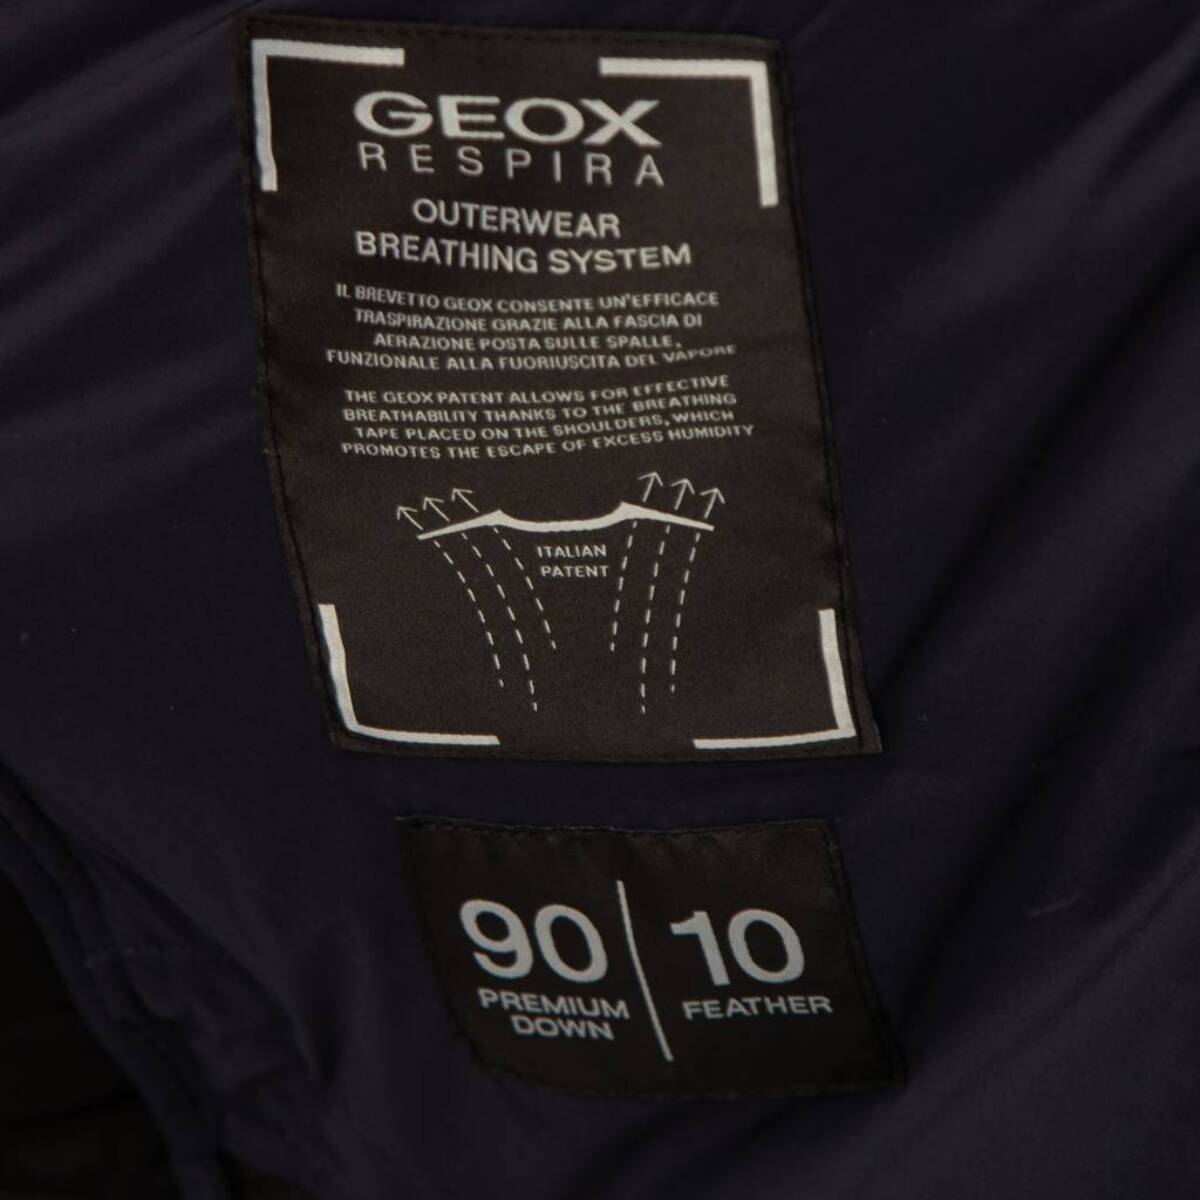 GEOX
RESPIRA
OUTERWEAR
BREATHING SYSTEM
IL BREVETTO GEOX CONSENTE UN'EFFICACE
TRASPIRAZIONE GRAZIE ALLA FASCIA DI
AERAZIONE POSTA SULLE SPALLE,
FUNZIONALE ALLA FUORIUSCITA DEL VAPORE
THE GEOX PATENT ALLOWS FOR EFFECTIVE
BREATHABILITY THANKS TO THE BREATHING
TAPE PLACED ON THE SHOULDERS, WHICH
PROMOTES THE ESCAPE OF EXCESS HUMIDITY
ITALIAN
PATENT
90
PREMIUM
DOWN
10
FEATHER